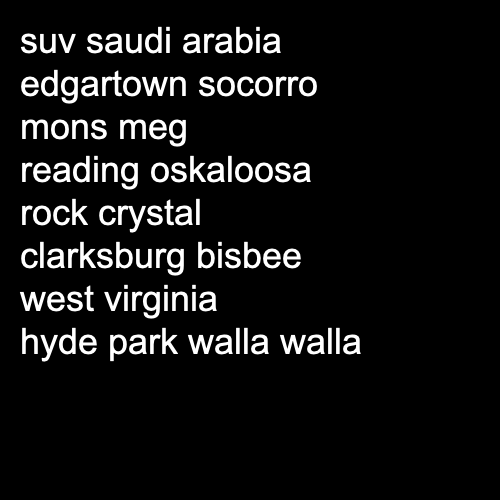 suv saudi arabia
edgartown socorro
mons meg
reading oskaloosa
rock crystal
clarksburg bisbee
west virginia
hyde park walla walla